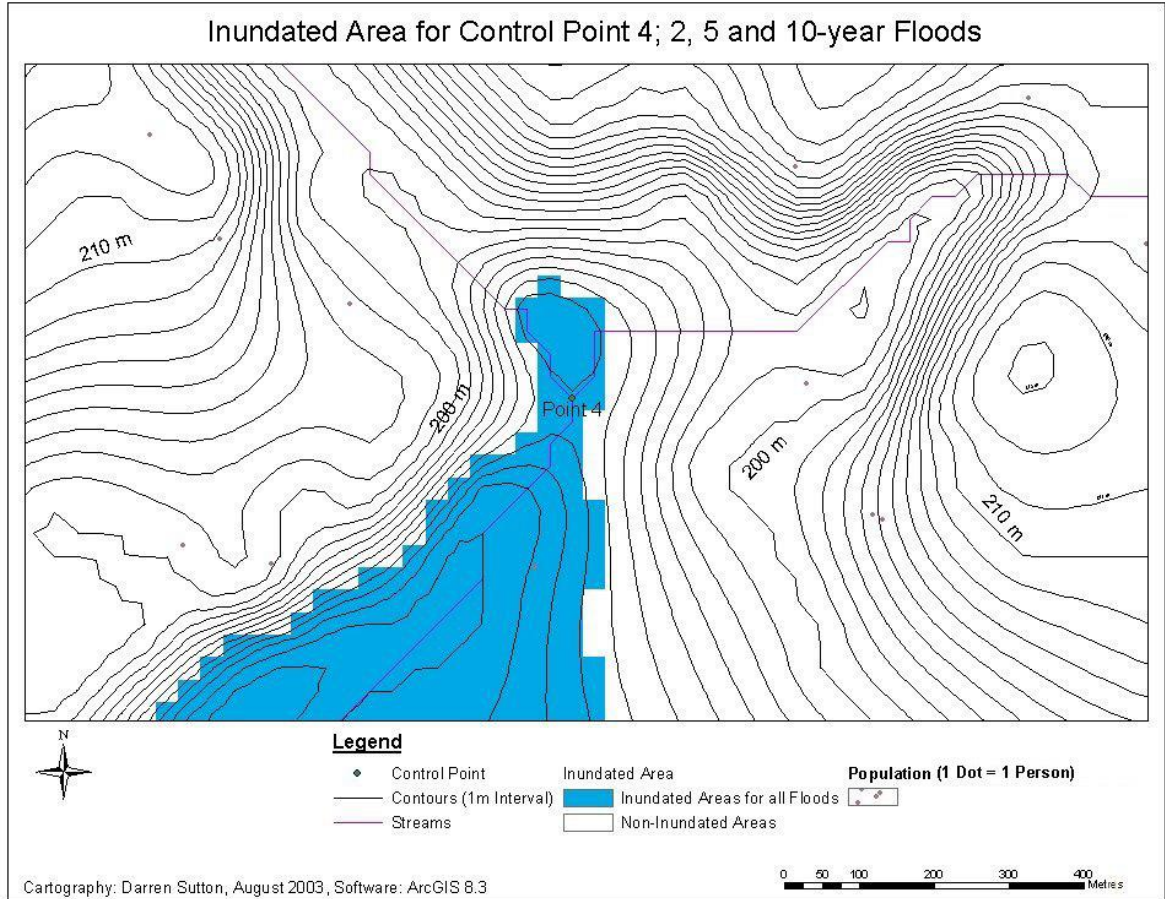 Inundated Area for Control Point 4; 2, 5 and 10-year Floods
210 m
200 m
Point 4
200 m
210 m
N
Legend
Control Point
Contours (1m Interval)
Streams
Inundated Area
Inundated Areas for all Floods
Non-Inundated Areas
Population (1 Dot = 1 Person)
Cartography: Darren Sutton, August 2003, Software: ArcGIS 8.3
0 50 100 200 300 400
Metres